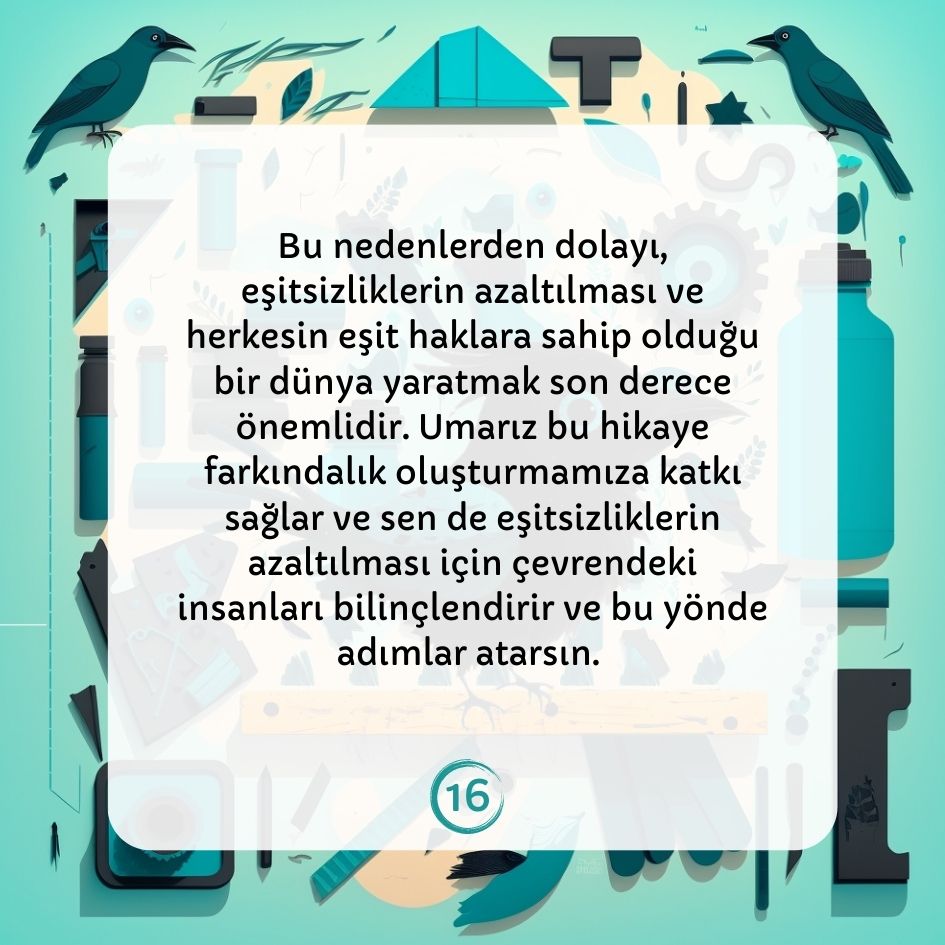 Bu nedenlerden dolayı,
eşitsizliklerin azaltılması ve
herkesin eşit haklara sahip olduğu
bir dünya yaratmak son derece
önemlidir. Umarız bu hikaye
farkındalık oluşturmamıza katkı
sağlar ve sen de eşitsizliklerin
azaltılması için çevrendeki
insanları bilinçlendirir ve bu yönde
adımlar atarsın.
16